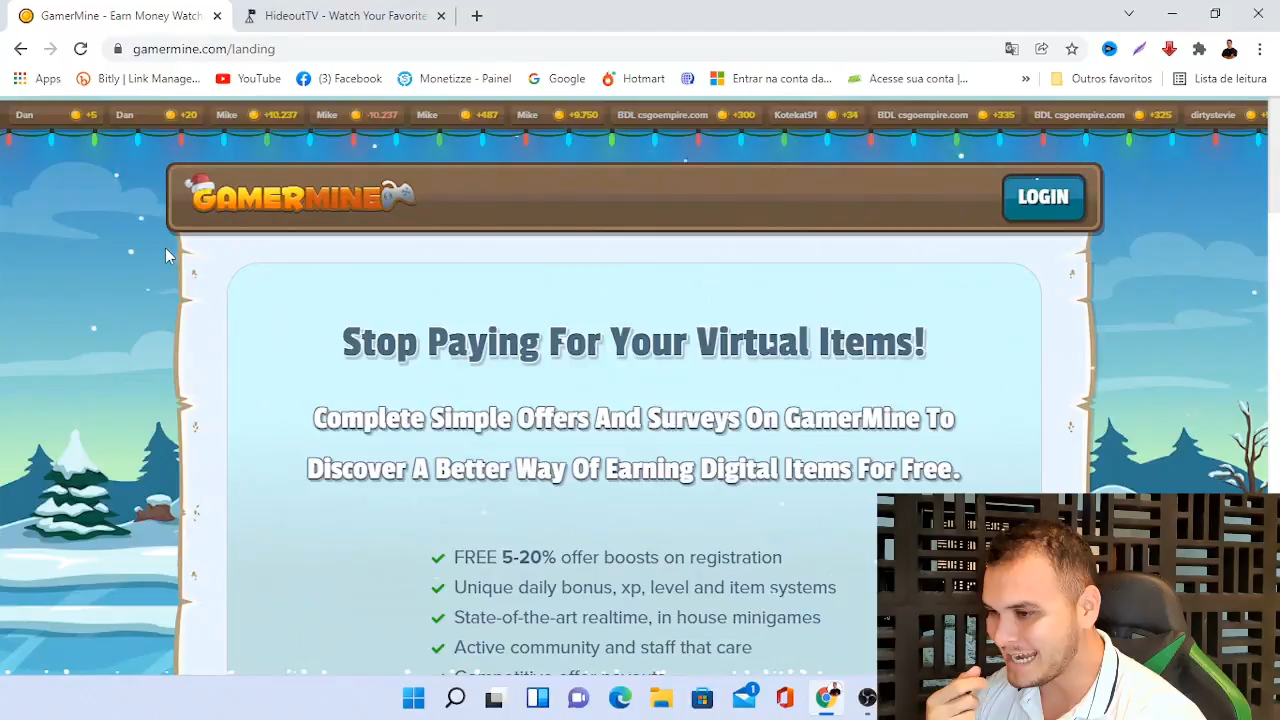 GamerMine - Earn Money Watch
HideoutTV - Watch Your Favorite
gamermine.com/landing
Apps
Bitly | Link Manage...
YouTube
(3) Facebook
Monetizze - Painel
Google
Hotmart
Entrar na conta da...
Acesse sua conta |...
»
Outros favoritos
Lista de leitura
Dan +5 Dan +20 Mike +10.237 Mike -10.237 Mike +487 Mike +9.750 BDL csgoempire.com +300 Kotekat91 +34 BDL csgoempire.com +335 BDL csgoempire.com +325 dirtystevie
GAMERMINE
LOGIN
Stop Paying For Your Virtual Items!
Complete Simple Offers And Surveys On GamerMine To
Discover A Better Way Of Earning Digital Items For Free.
FREE 5-20% offer boosts on registration
Unique daily bonus, xp, level and item systems
State-of-the-art realtime, in house minigames
Active community and staff that care
1